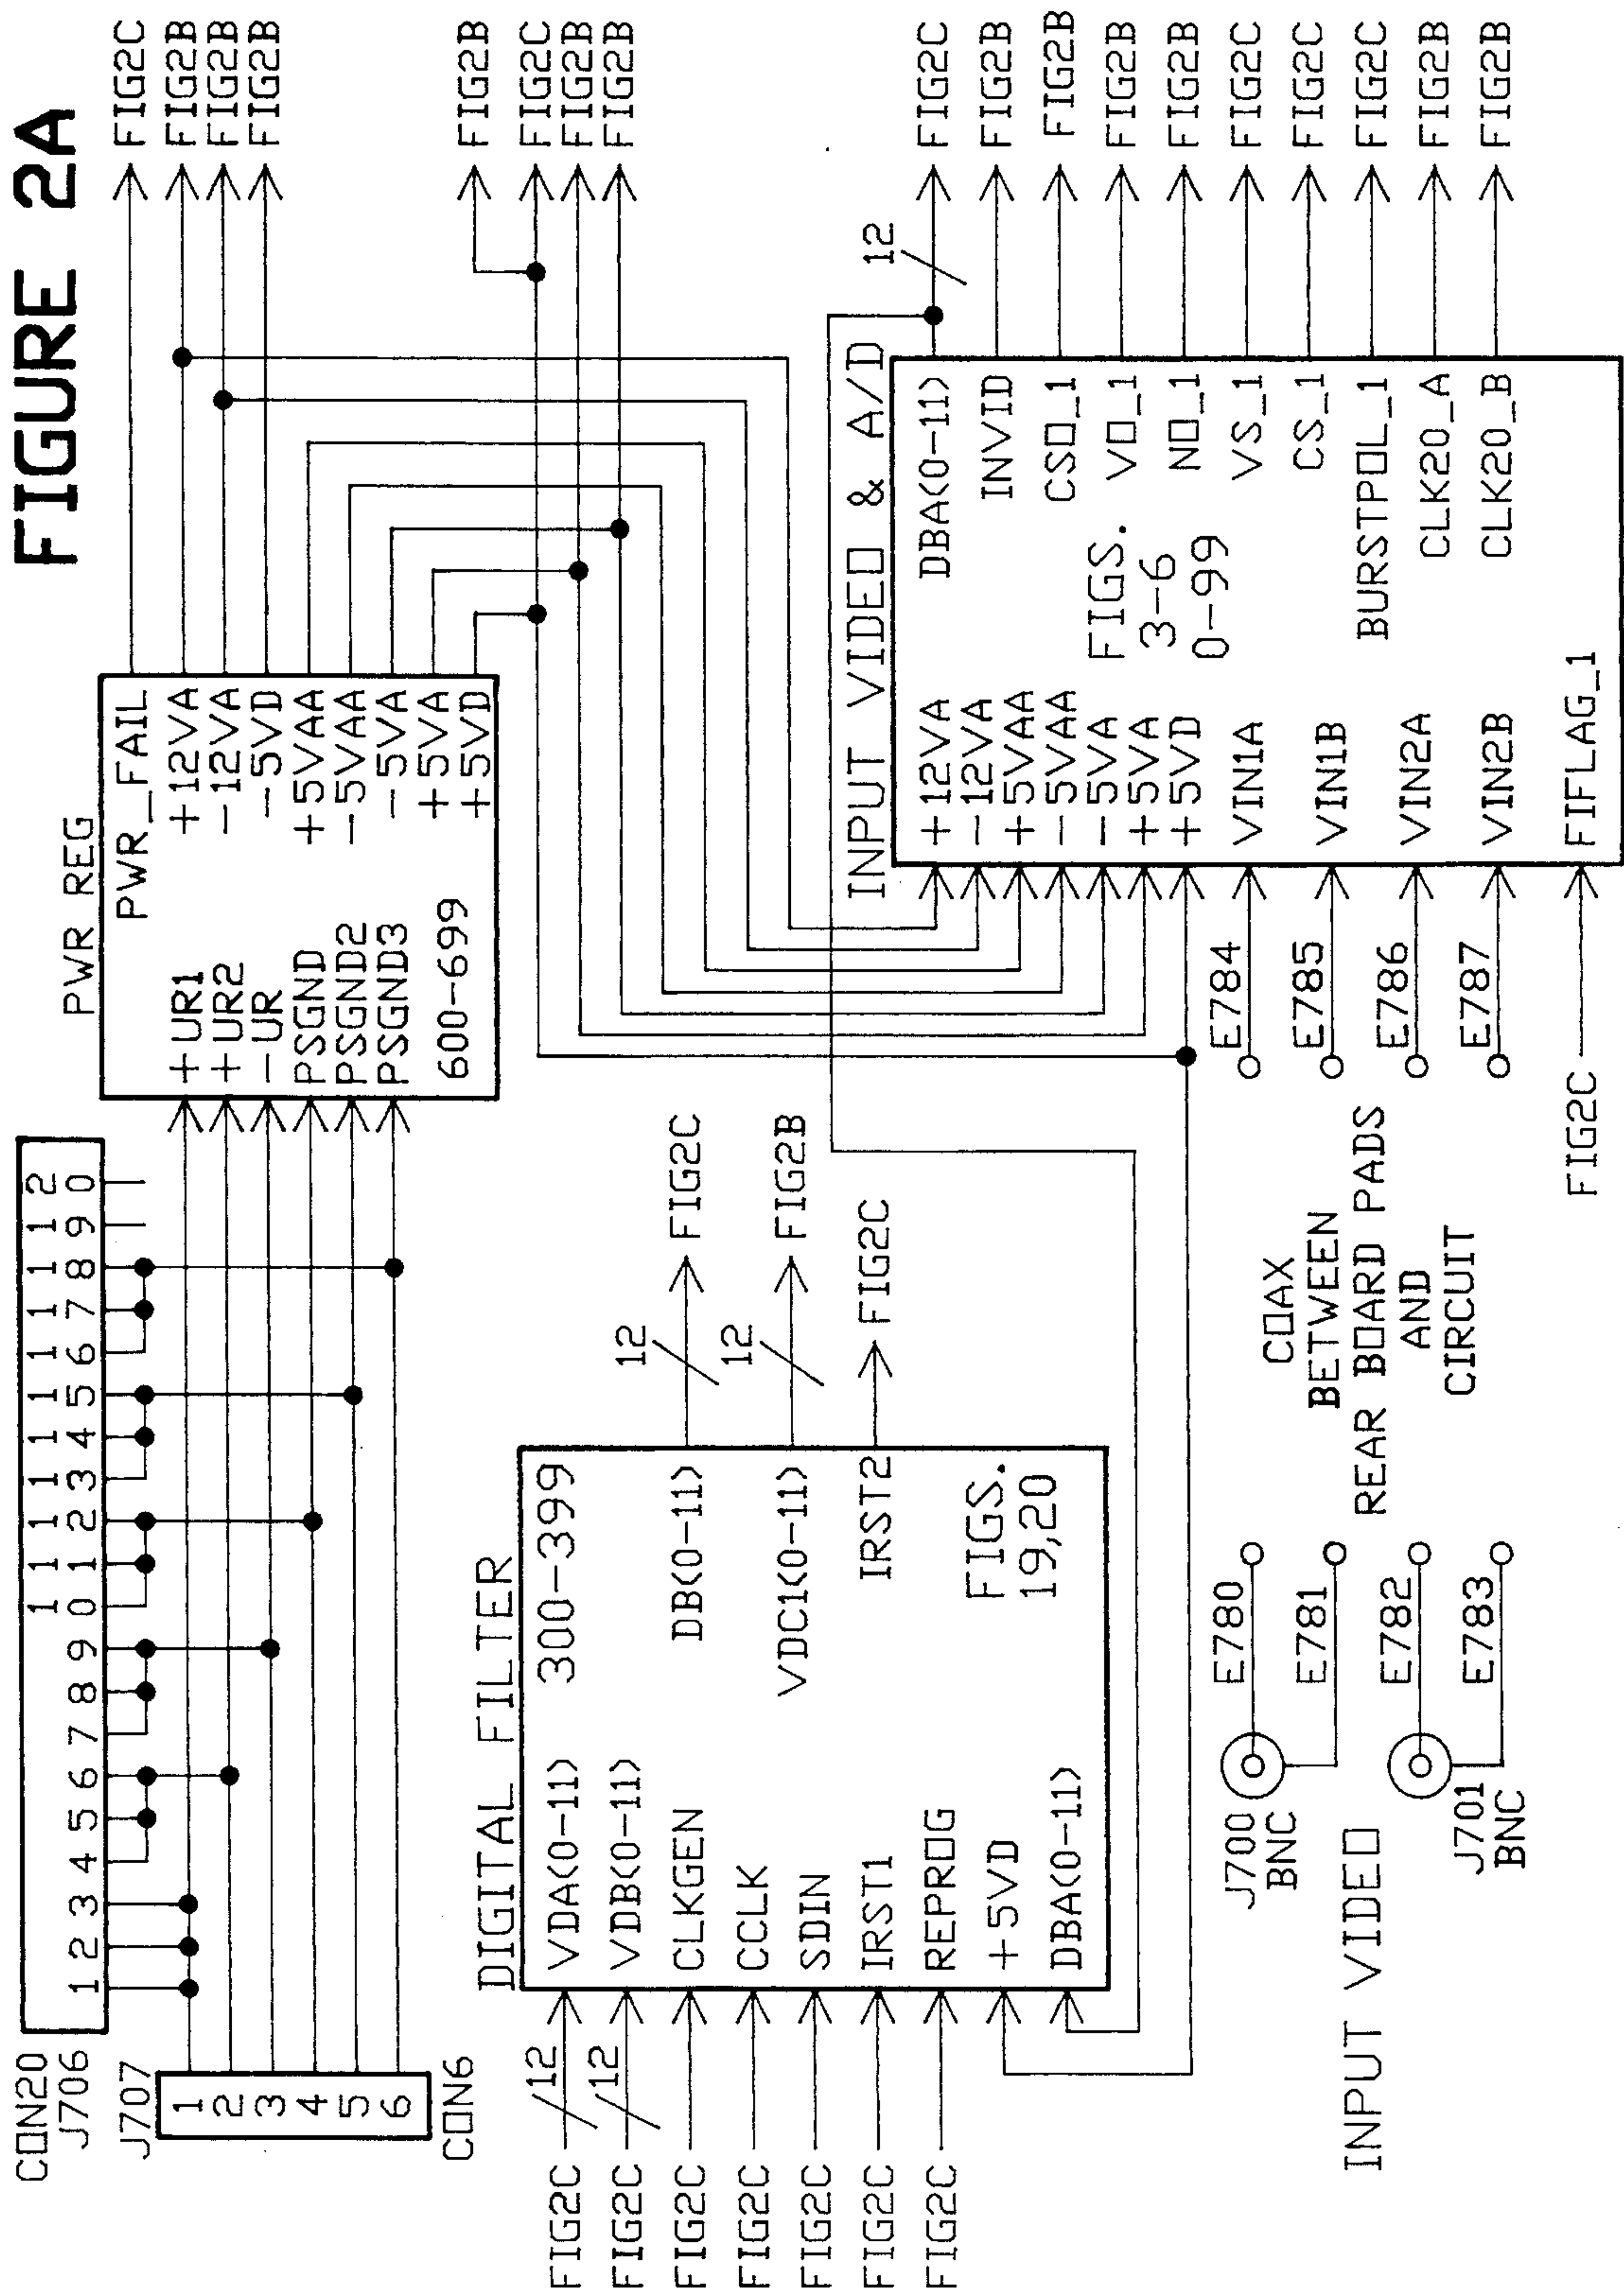 FIGURE 2A
CON20
J706
1 2 3 4 5 6 7 8 9 10 11 12 13 14 15 16 17 18 19 20
J707
1
2
3
4
5
6
CON6
PWR REG
+UR1
+UR2
-UR
PSGND
PSGND2
PSGND3
600-699
PWR_FAIL
+12VA
-12VA
-5VD
+5VAA
-5VAA
-5VA
+5VA
+5VD
FIG2C
FIG2B
FIG2B
FIG2B
FIG2B
FIG2C
FIG2B
FIG2B
DIGITAL FILTER
300-399
FIG2C
12
VDA(0-11)
FIG2C
12
VDB(0-11)
FIG2C
CLKGEN
FIG2C
CCLK
FIG2C
SDIN
FIG2C
IRST1
FIG2C
REPROG
+5VD
DBA(0-11)
DB(0-11)
12
FIG2C
VDC1(0-11)
12
FIG2B
IRST2
FIG2C
FIGS.
19,20
INPUT VIDEO & A/D
+12VA
-12VA
+5VAA
-5VAA
-5VA
+5VA
+5VD
E784
VIN1A
E785
VIN1B
E786
VIN2A
E787
VIN2B
FIG2C
FIFLAG_1
FIGS.
3-6
0-99
DBA(0-11)
12
FIG2C
INVID
FIG2B
CSO_1
FIG2B
VO_1
FIG2B
NO_1
FIG2B
VS_1
FIG2C
CS_1
FIG2C
BURSTPOL_1
FIG2C
CLK20_A
FIG2B
CLK20_B
FIG2B
INPUT VIDEO
J700
BNC
E780
E781
J701
BNC
E782
E783
COAX
BETWEEN
REAR BOARD PADS
AND
CIRCUIT